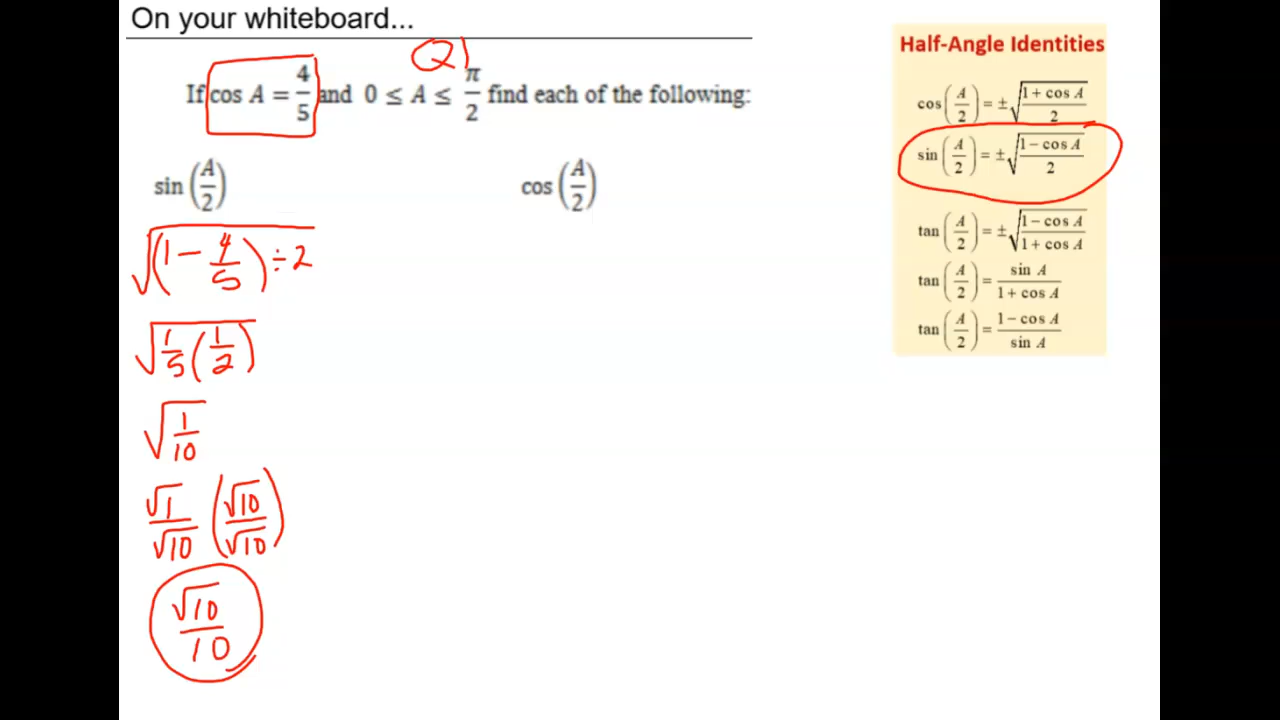 On your whiteboard...
Q1
If cos A = 4/5 and 0 ≤ A ≤ π/2 find each of the following:
sin (A/2)
cos (A/2)
√((1 − 4/5) ÷ 2)
√(1/5 (1/2))
√(1/10)
√1/√10 (√10/√10)
√10/10
Half-Angle Identities
cos (A/2) = ±√((1 + cos A)/2)
sin (A/2) = ±√((1 − cos A)/2)
tan (A/2) = ±√((1 − cos A)/(1 + cos A))
tan (A/2) = sin A/(1 + cos A)
tan (A/2) = (1 − cos A)/sin A